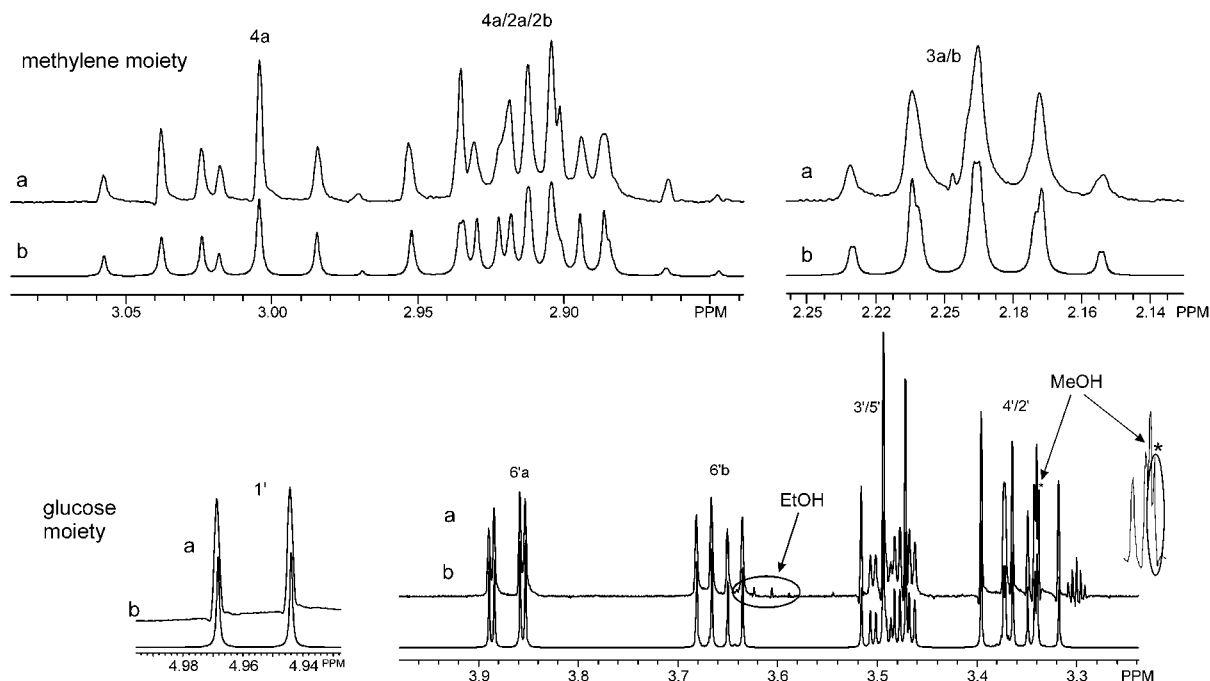 4a
4a/2a/2b
methylene moiety
3a/b
a
a
b
b
3.05 3.00 2.95 2.90 PPM
2.25 2.22 2.25 2.18 2.16 2.14 PPM
MeOH
3'/5'
4'/2'
*
*
6'a
6'b
1'
EtOH
glucose
moiety
a
a
b
b
4.98 4.96 4.94 PPM
3.9 3.8 3.7 3.6 3.5 3.4 3.3 PPM